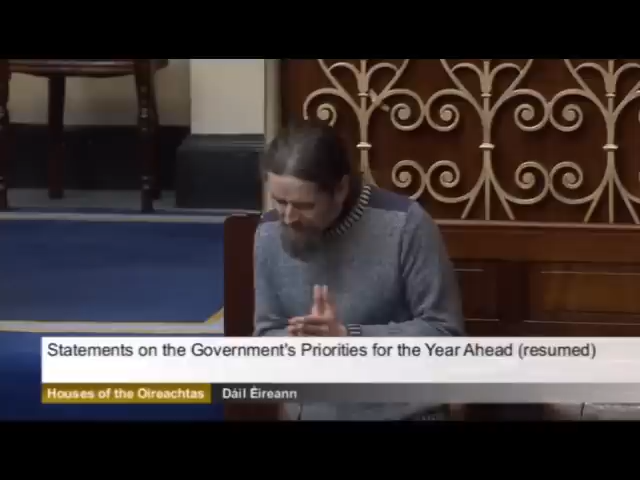 Statements on the Government's Priorities for the Year Ahead (resumed)
Houses of the Oireachtas Dáil Éireann